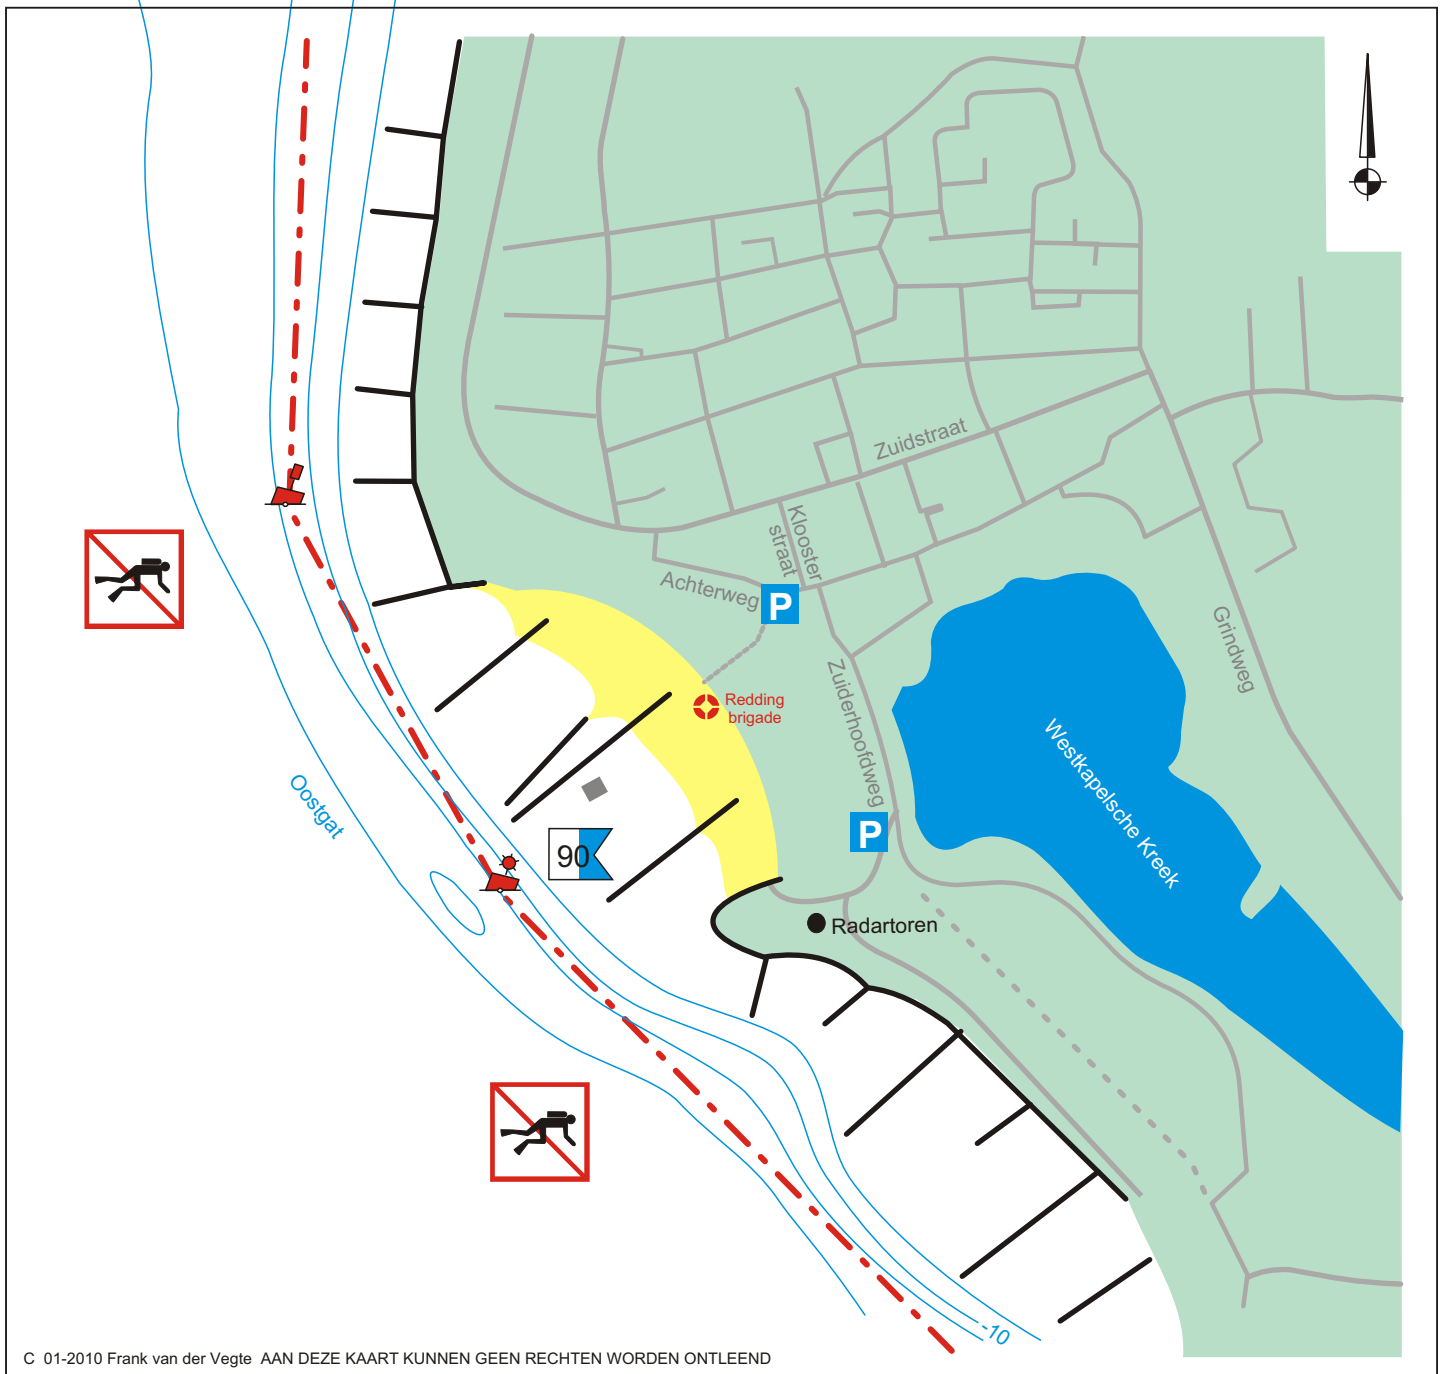 Zuidstraat
Klooster
straat
Achterweg
P
Grindweg
Redding
brigade
Zuiderhoofdweg
Westkapelsche Kreek
Oostgat
P
90
Radartoren
-10
C 01-2010 Frank van der Vegte AAN DEZE KAART KUNNEN GEEN RECHTEN WORDEN ONTLEEND